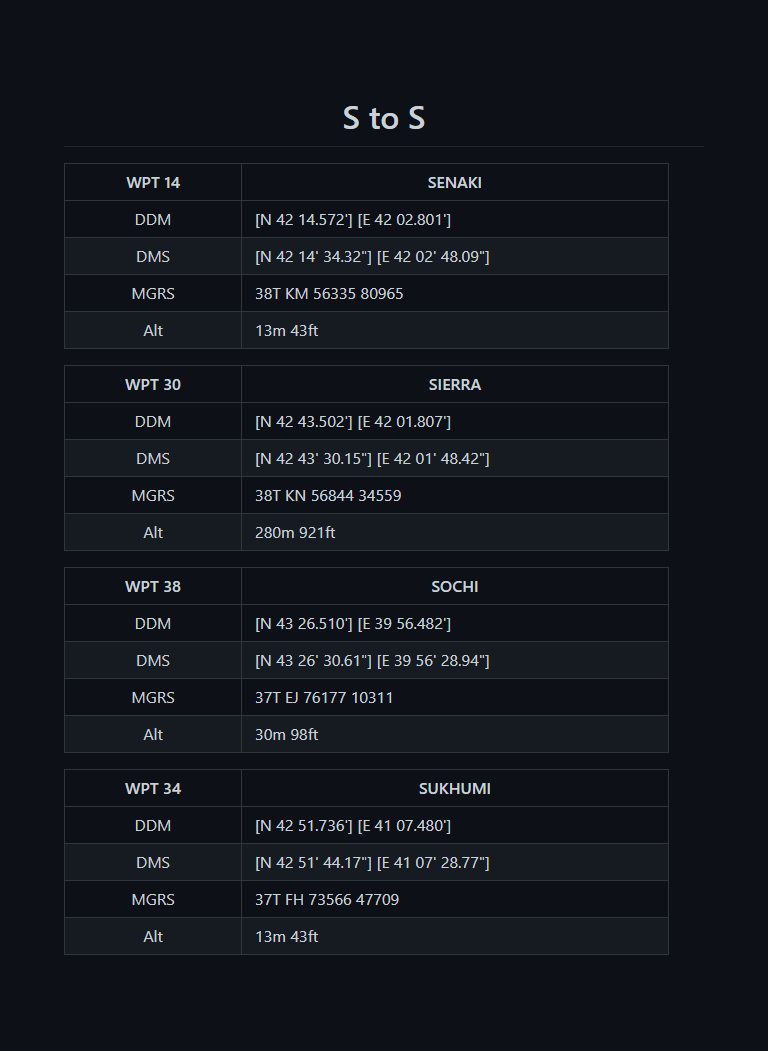 S to S
WPT 14 SENAKI
DDM [N 42 14.572'] [E 42 02.801']
DMS [N 42 14' 34.32"] [E 42 02' 48.09"]
MGRS 38T KM 56335 80965
Alt 13m 43ft
WPT 30 SIERRA
DDM [N 42 43.502'] [E 42 01.807']
DMS [N 42 43' 30.15"] [E 42 01' 48.42"]
MGRS 38T KN 56844 34559
Alt 280m 921ft
WPT 38 SOCHI
DDM [N 43 26.510'] [E 39 56.482']
DMS [N 43 26' 30.61"] [E 39 56' 28.94"]
MGRS 37T EJ 76177 10311
Alt 30m 98ft
WPT 34 SUKHUMI
DDM [N 42 51.736'] [E 41 07.480']
DMS [N 42 51' 44.17"] [E 41 07' 28.77"]
MGRS 37T FH 73566 47709
Alt 13m 43ft